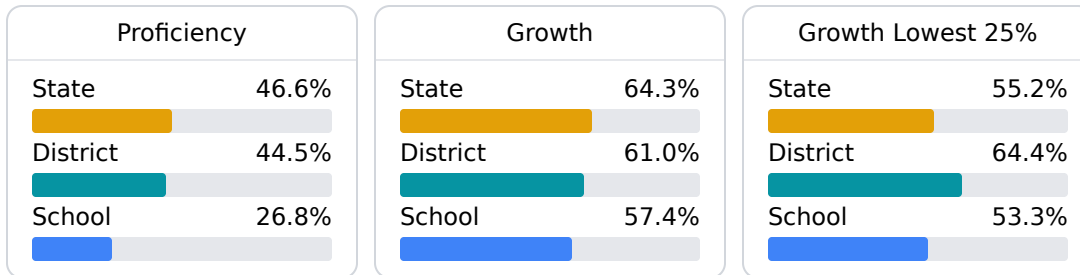 Proficiency
State 46.6%
District 44.5%
School 26.8%
Growth
State 64.3%
District 61.0%
School 57.4%
Growth Lowest 25%
State 55.2%
District 64.4%
School 53.3%